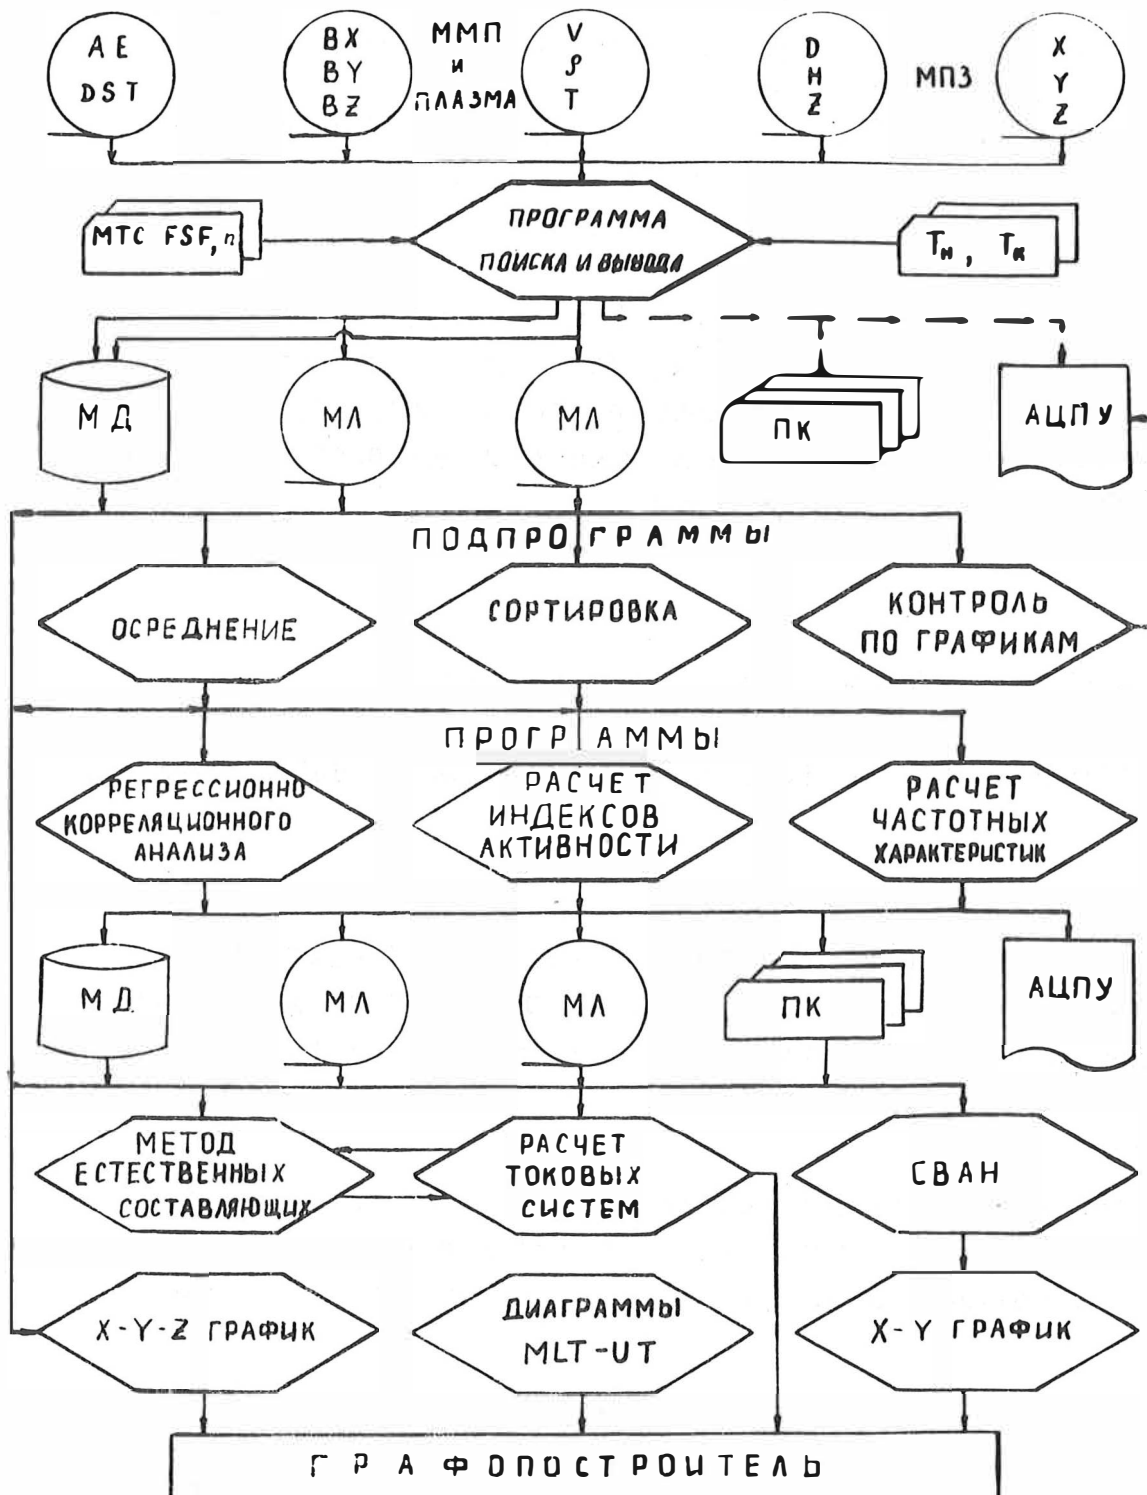 AE
DST
BX
BY
BZ
ММП
и
ПЛАЗМА
V
ρ
T
D
H
Z
МПЗ
X
Y
Z
МТС FSF, n
ПРОГРАММА
ПОИСКА И ВЫВОДА
Tн, Tк
МД
МЛ
МЛ
ПК
АЦПУ
ПОДПРОГРАММЫ
ОСРЕДНЕНИЕ
СОРТИРОВКА
КОНТРОЛЬ
ПО ГРАФИКАМ
ПРОГРАММЫ
РЕГРЕССИОННО
КОРРЕЛЯЦИОННОГО
АНАЛИЗА
РАСЧЕТ
ИНДЕКСОВ
АКТИВНОСТИ
РАСЧЕТ
ЧАСТОТНЫХ
ХАРАКТЕРИСТИК
МД
МЛ
МЛ
ПК
АЦПУ
МЕТОД
ЕСТЕСТВЕННЫХ
СОСТАВЛЯЮЩИХ
РАСЧЕТ
ТОКОВЫХ
СИСТЕМ
СВАН
X-Y-Z ГРАФИК
ДИАГРАММЫ
MLT-UT
X-Y ГРАФИК
ГРАФОПОСТРОИТЕЛЬ